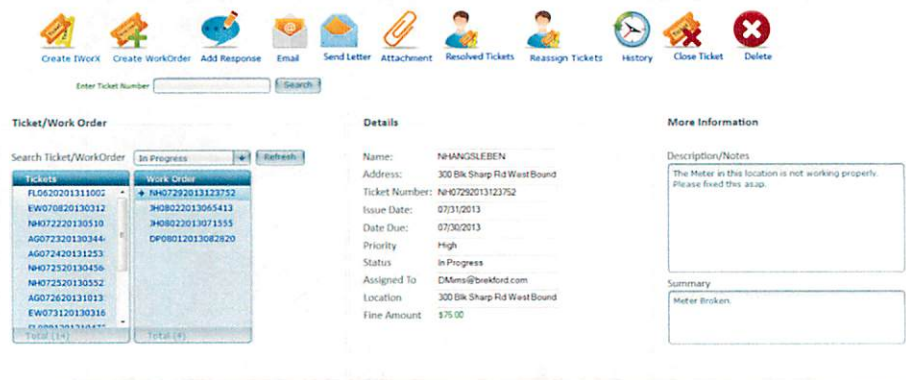 Create IWorX Create WorkOrder Add Response Email Send Letter Attachment Resolved Tickets Reassign Tickets History Close Ticket Delete
Enter Ticket Number Search
Ticket/Work Order
Search Ticket/WorkOrder In Progress Refresh
Tickets
FL0620201311002
EW070820130312
NH072220130510
AG072320130344
AG072420131253
NH072520130456
NH072520130552
AG072620131013
EW073120130316
Total (14)
Work Order
NH07292013123752
JH08022013065413
JH08022013071555
DP08012013082820
Total (4)
Details
Name: NHANGSLEBEN
Address: 300 Blk Sharp Rd West Bound
Ticket Number: NH07292013123752
Issue Date: 07/31/2013
Date Due: 07/30/2013
Priority High
Status In Progress
Assigned To DMims@brekford.com
Location 300 Blk Sharp Rd West Bound
Fine Amount $75.00
More Information
Description/Notes
The Meter in this location is not working properly.
Please fixed this asap.
Summary
Meter Broken.